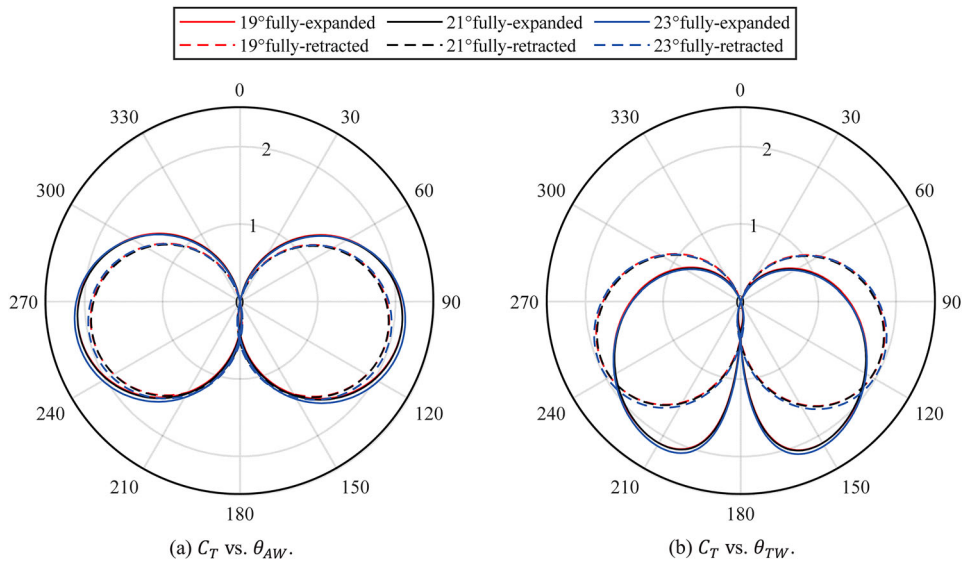 19°fully-expanded 21°fully-expanded 23°fully-expanded
19°fully-retracted 21°fully-retracted 23°fully-retracted
0 0
330 30 330 30
2 2
300 60 300 60
1 1
270 0 90 270 0 90
240 120 240 120
210 150 210 150
180 180
(a) C_T vs. θ_AW. (b) C_T vs. θ_TW.